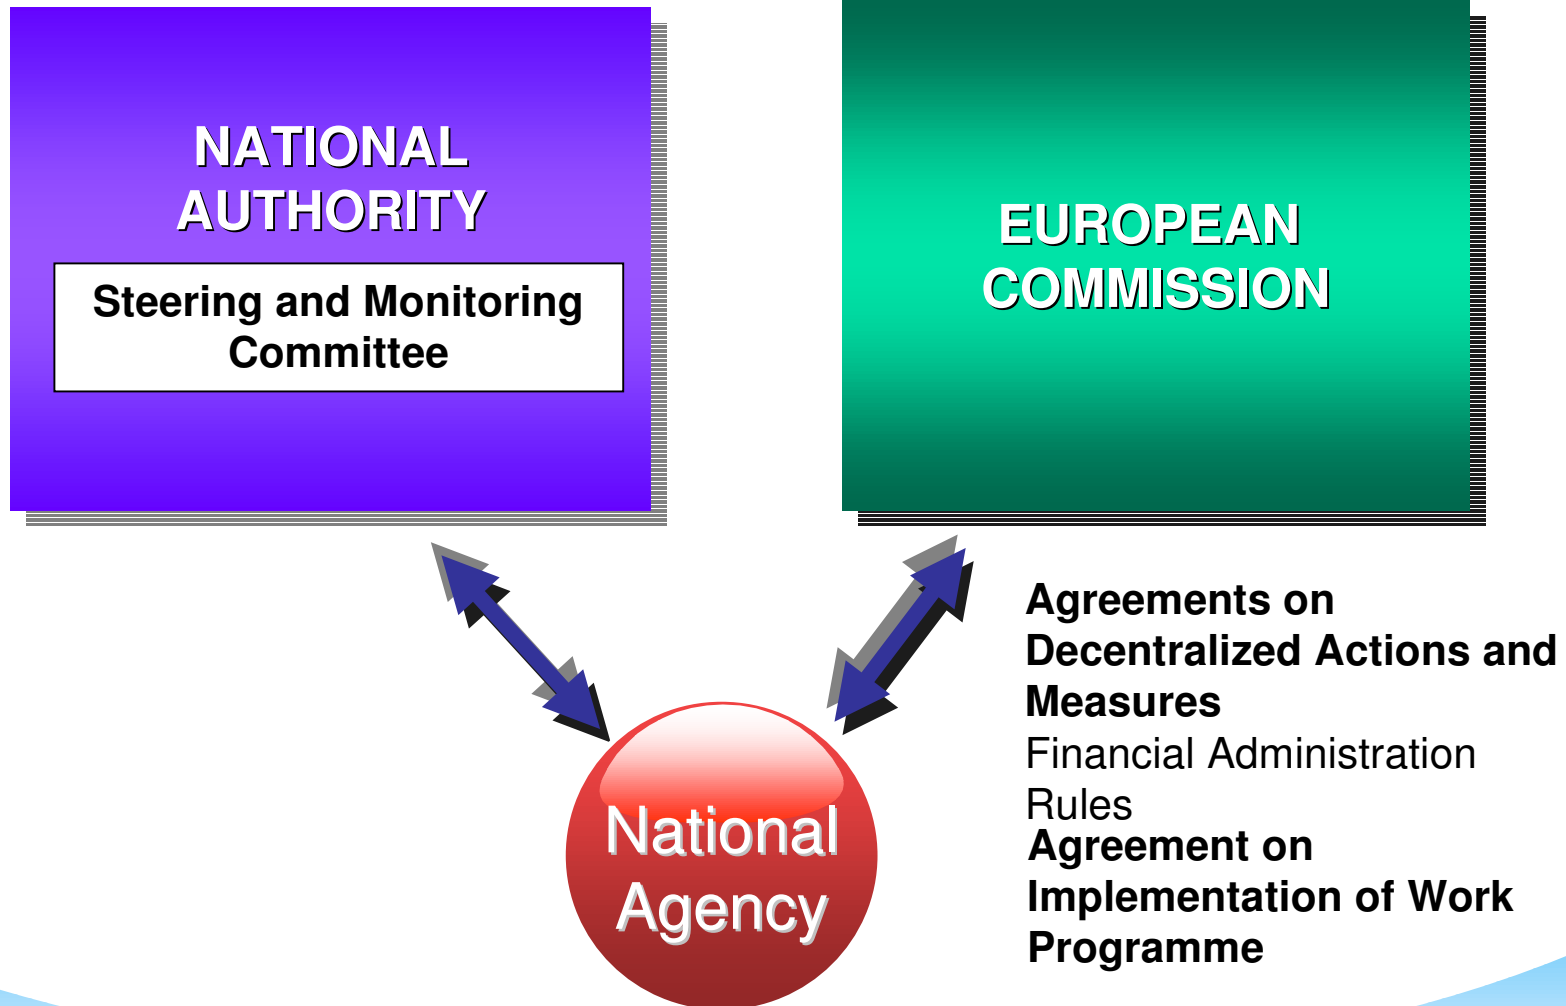 NATIONAL
AUTHORITY
Steering and Monitoring
Committee
EUROPEAN
COMMISSION
Agreements on
Decentralized Actions and
Measures
Financial Administration
Rules
Agreement on
Implementation of Work
Programme
National
Agency